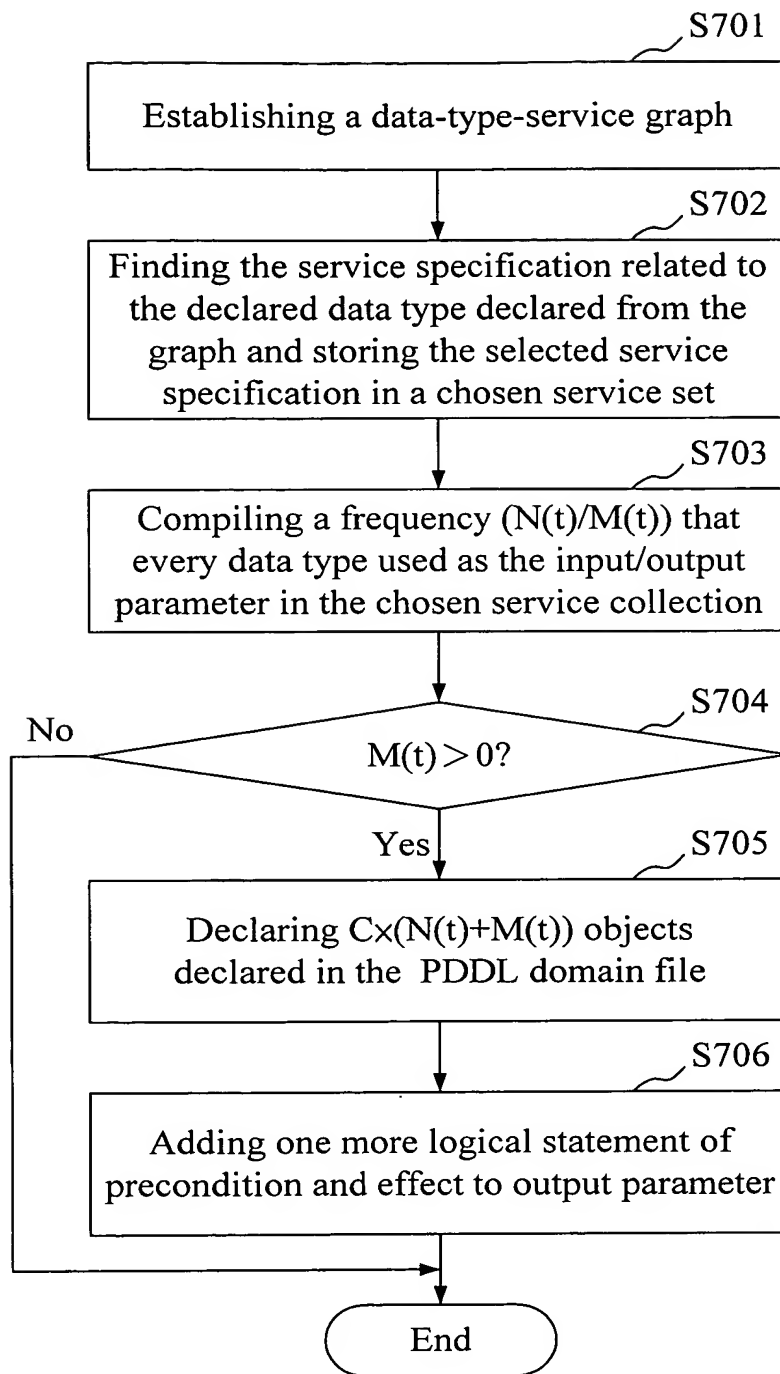 S701
Establishing a data-type-service graph
S702
Finding the service specification related to
the declared data type declared from the
graph and storing the selected service
specification in a chosen service set
S703
Compiling a frequency (N(t)/M(t)) that
every data type used as the input/output
parameter in the chosen service collection
S704
No
M(t)>0?
Yes
S705
Declaring C×(N(t)+M(t)) objects
declared in the PDDL domain file
S706
Adding one more logical statement of
precondition and effect to output parameter
End